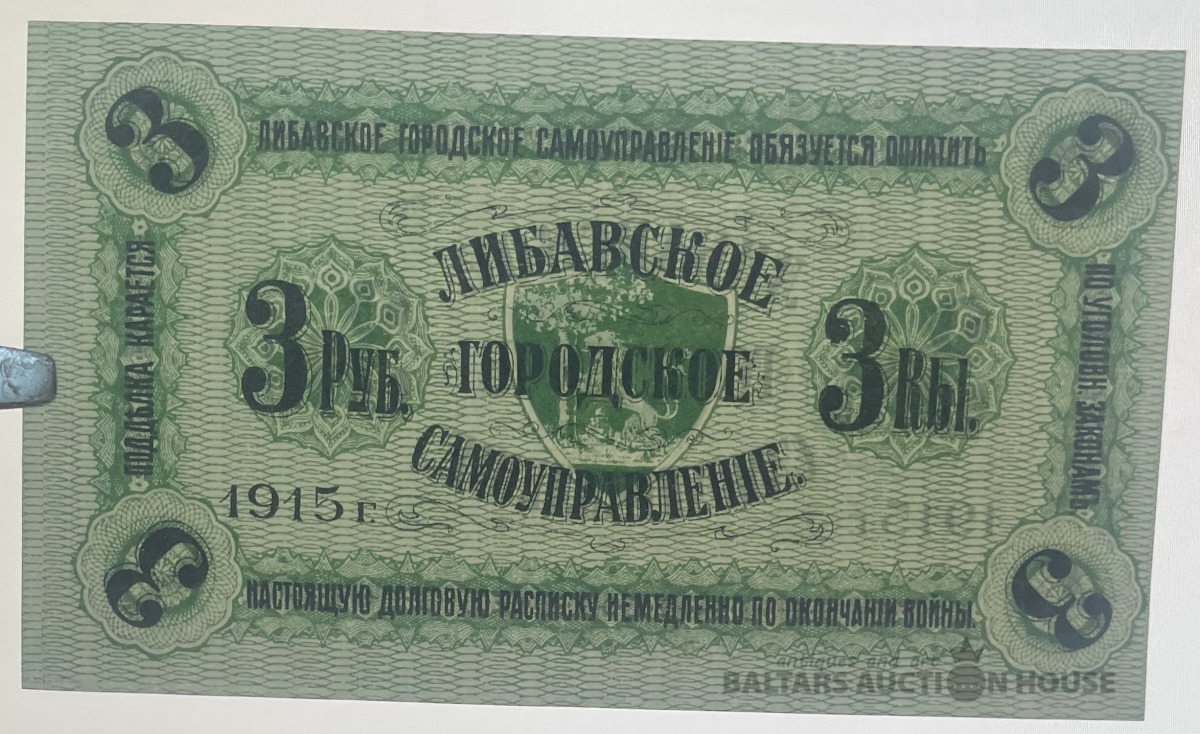 3
ЛИБАВСКОЕ ГОРОДСКОЕ САМОУПРАВЛЕНІЕ ОБЯЗУЕТСЯ ОПЛАТИТЬ
3
ПОДДѢЛКА КАРАЕТСЯ
ЛИБАВСКОЕ
ГОРОДСКОЕ
САМОУПРАВЛЕНІЕ.
3 РУБ.
3 RЫ.
ПО УГОЛОВН. ЗАКОНАМЪ
1915 г.
3
НАСТОЯЩУЮ ДОЛГОВУЮ РАСПИСКУ НЕМЕДЛЕННО ПО ОКОНЧАНІИ ВОЙНЫ.
3
antiques and art
BALTARS AUCTION HOUSE